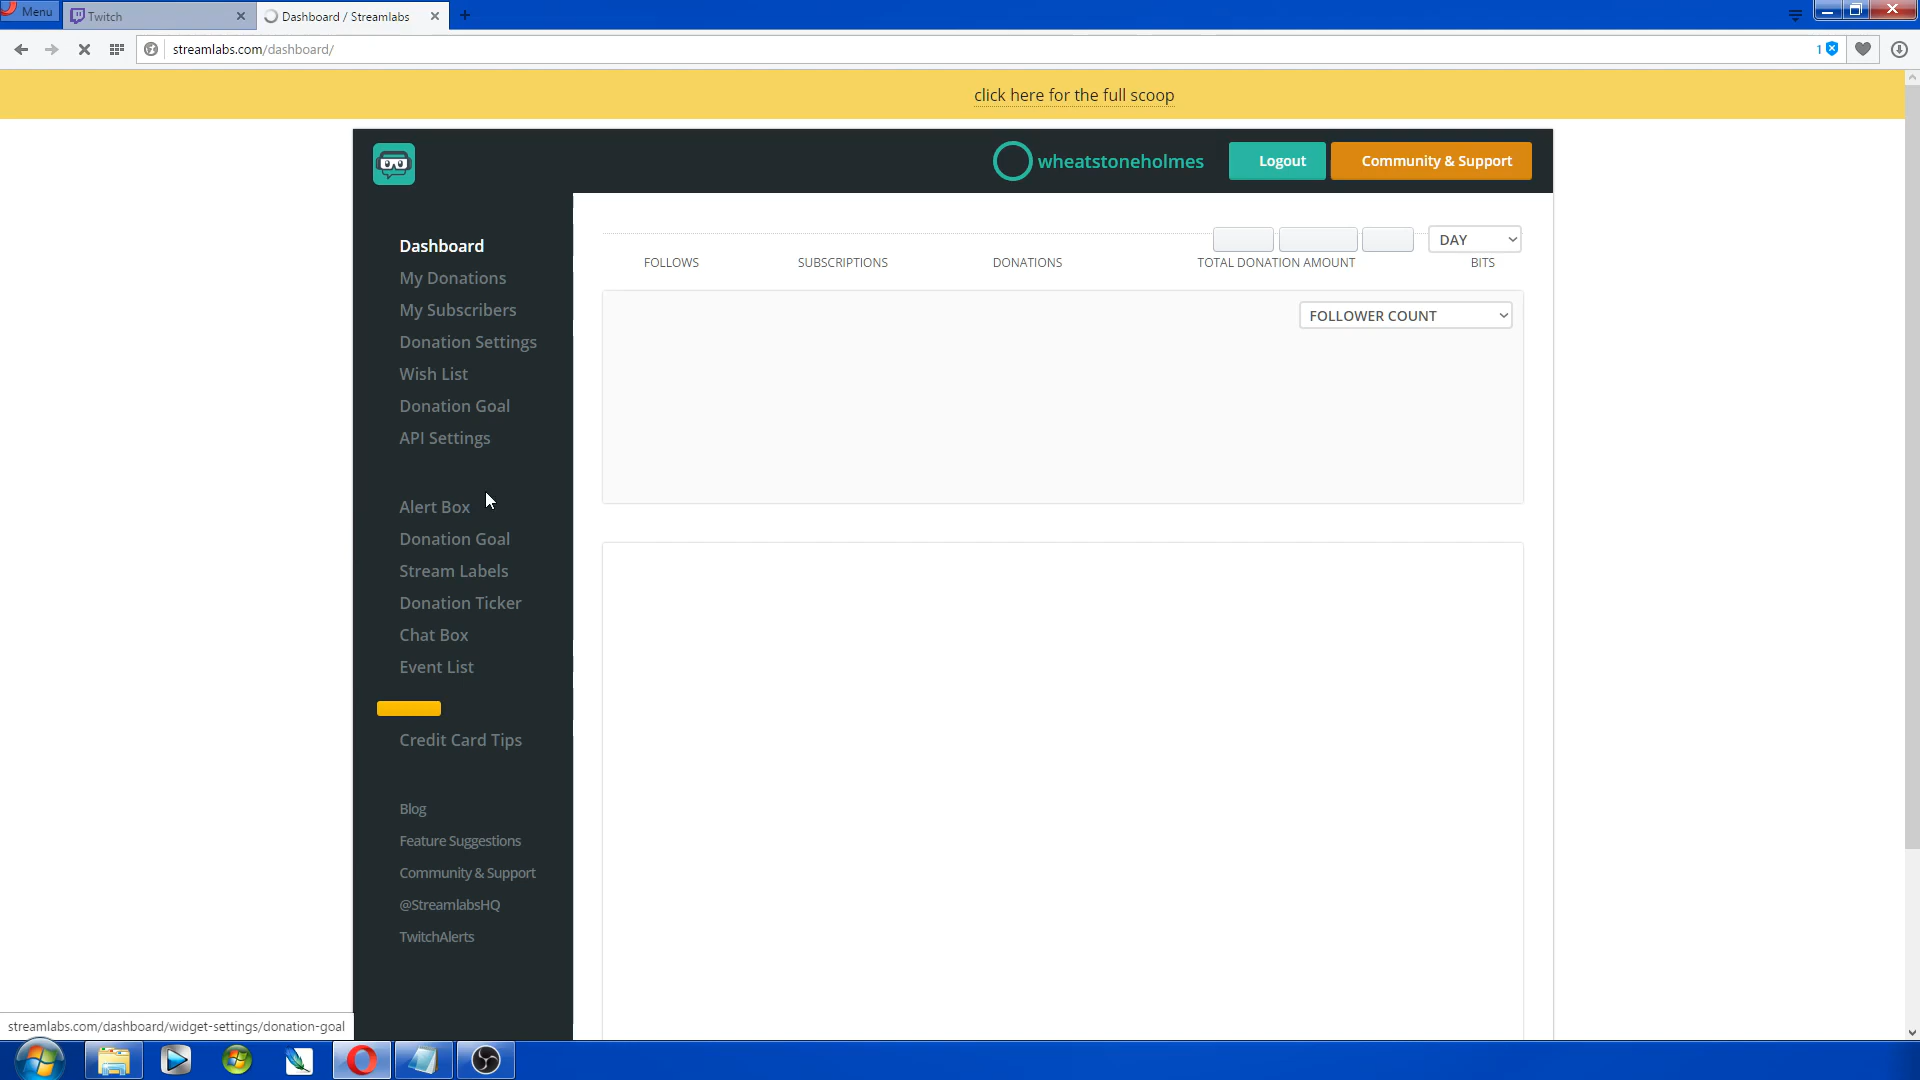 Menu
Twitch
Dashboard / Streamlabs
streamlabs.com/dashboard/
1
click here for the full scoop
wheatstoneholmes
Logout
Community & Support
Dashboard
My Donations
My Subscribers
Donation Settings
Wish List
Donation Goal
API Settings
Alert Box
Donation Goal
Stream Labels
Donation Ticker
Chat Box
Event List
Credit Card Tips
Blog
Feature Suggestions
Community & Support
@StreamlabsHQ
TwitchAlerts
DAY
FOLLOWS SUBSCRIPTIONS DONATIONS TOTAL DONATION AMOUNT BITS
FOLLOWER COUNT
streamlabs.com/dashboard/widget-settings/donation-goal